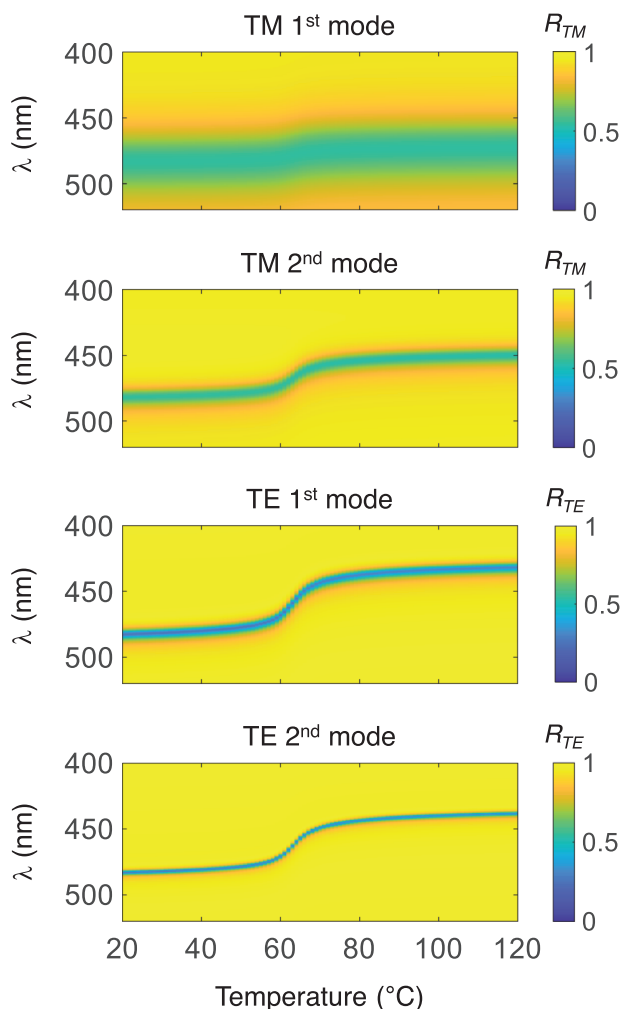 TM 1st mode
R_TM
400
450
500
λ (nm)
1
0.5
0
TM 2nd mode
R_TM
400
450
500
λ (nm)
1
0.5
0
TE 1st mode
R_TE
400
450
500
λ (nm)
1
0.5
0
TE 2nd mode
R_TE
400
450
500
λ (nm)
1
0.5
0
20 40 60 80 100 120
Temperature (°C)